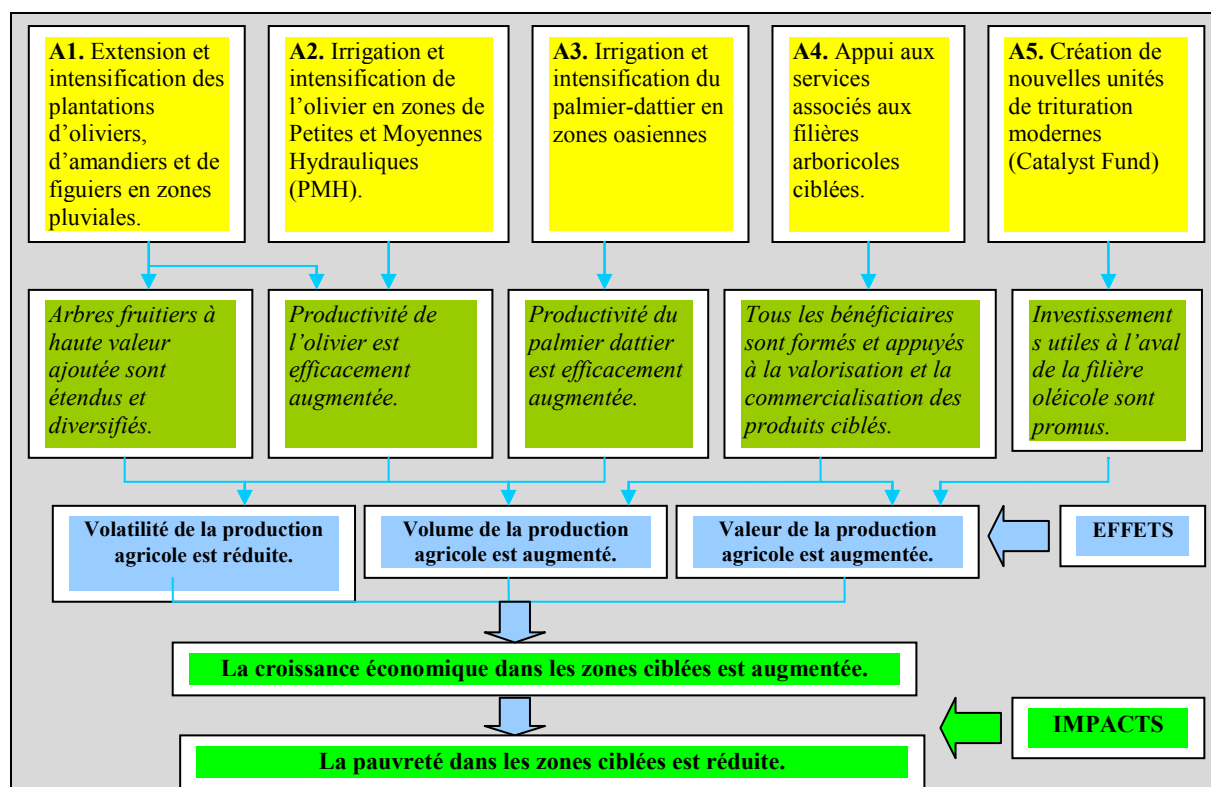 A1. Extension et
intensification des
plantations
d’oliviers,
d’amandiers et de
figuiers en zones
pluviales.
A2. Irrigation et
intensification de
l’olivier en zones de
Petites et Moyennes
Hydrauliques
(PMH).
A3. Irrigation et
intensification du
palmier-dattier en
zones oasiennes
A4. Appui aux
services
associés aux
filières
arboricoles
ciblées.
A5. Création de
nouvelles unités
de trituration
modernes
(Catalyst Fund)
Arbres fruitiers à
haute valeur
ajoutée sont
étendus et
diversifiés.
Productivité de
l’olivier est
efficacement
augmentée.
Productivité du
palmier dattier
est efficacement
augmentée.
Tous les bénéficiaires
sont formés et appuyés
à la valorisation et la
commercialisation des
produits ciblés.
Investissement
s utiles à l’aval
de la filière
oléicole sont
promus.
Volatilité de la production
agricole est réduite.
Volume de la production
agricole est augmenté.
Valeur de la production
agricole est augmentée.
EFFETS
La croissance économique dans les zones ciblées est augmentée.
IMPACTS
La pauvreté dans les zones ciblées est réduite.